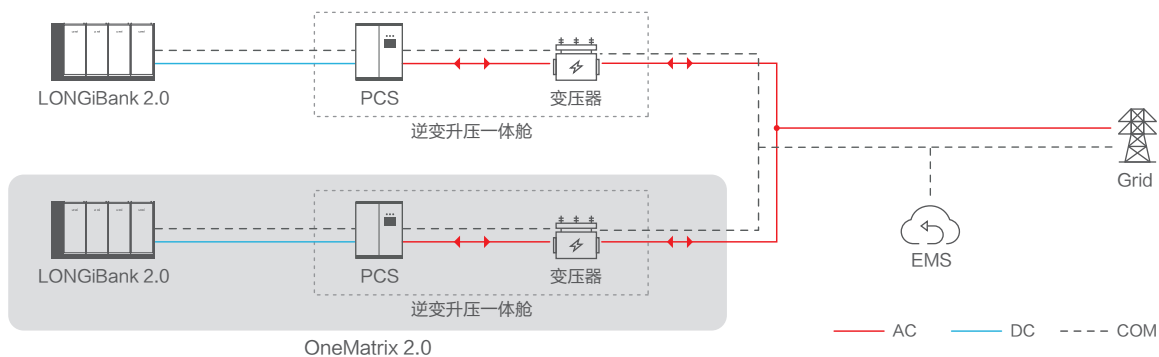 LONGiBank 2.0
PCS
变压器
逆变升压一体舱
Grid
LONGiBank 2.0
PCS
变压器
逆变升压一体舱
EMS
OneMatrix 2.0
AC
DC
COM